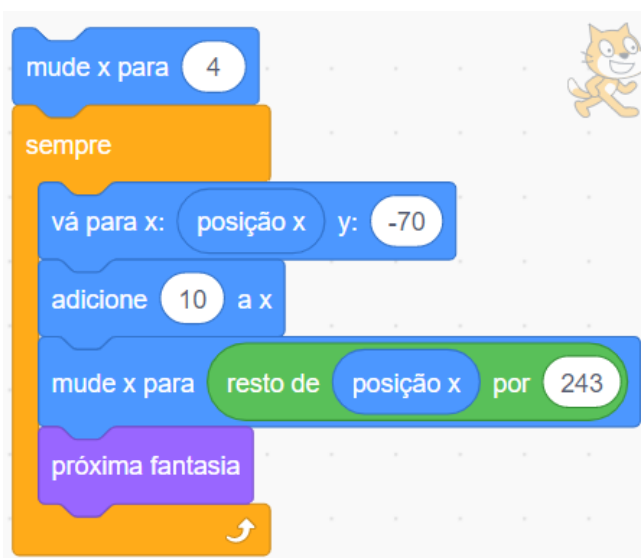 mude x para 4
sempre
vá para x: posição x y: -70
adicione 10 a x
mude x para resto de posição x por 243
próxima fantasia